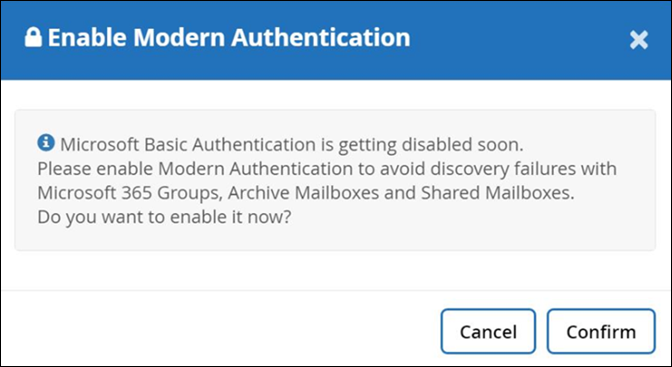 Enable Modern Authentication
Microsoft Basic Authentication is getting disabled soon.
Please enable Modern Authentication to avoid discovery failures with
Microsoft 365 Groups, Archive Mailboxes and Shared Mailboxes.
Do you want to enable it now?
Cancel Confirm